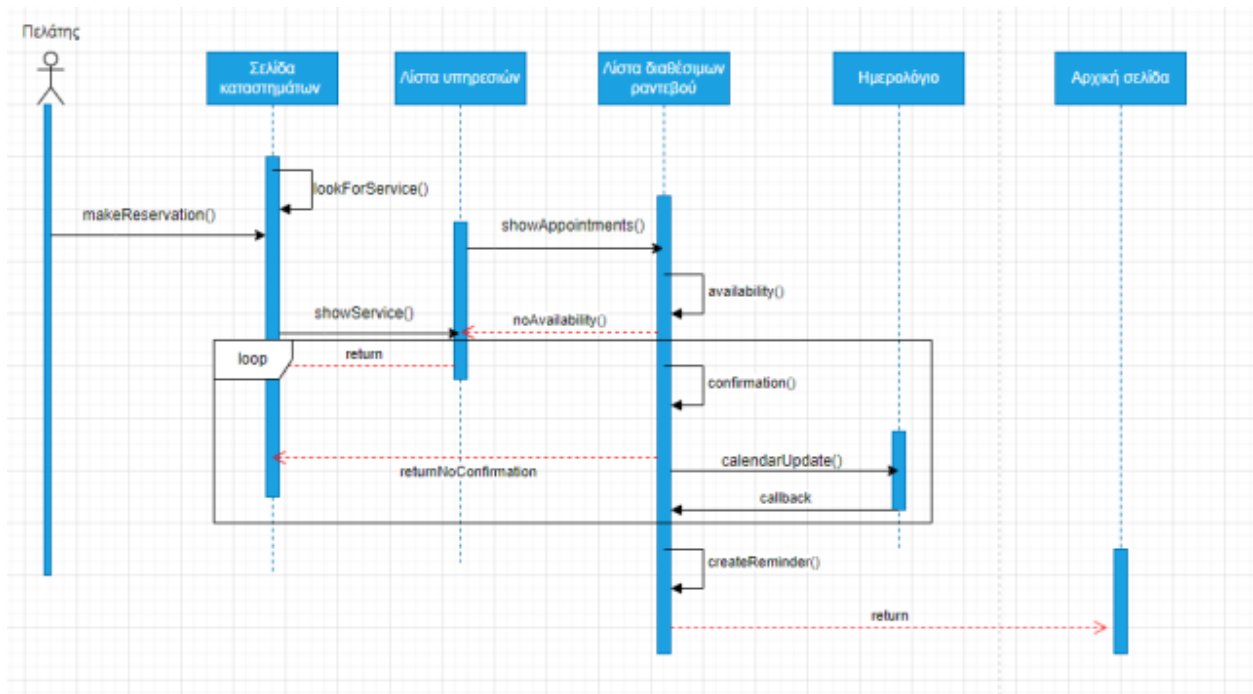 Πελάτης
Σελίδα
καταστημάτων
Λίστα υπηρεσιών
Λίστα διαθέσιμων
ραντεβού
Ημερολόγιο
Αρχική σελίδα
lookForService()
makeReservation()
showAppointments()
availability()
showService()
noAvailability()
loop
return
confirmation()
returnNoConfirmation
calendarUpdate()
callback
createReminder()
return